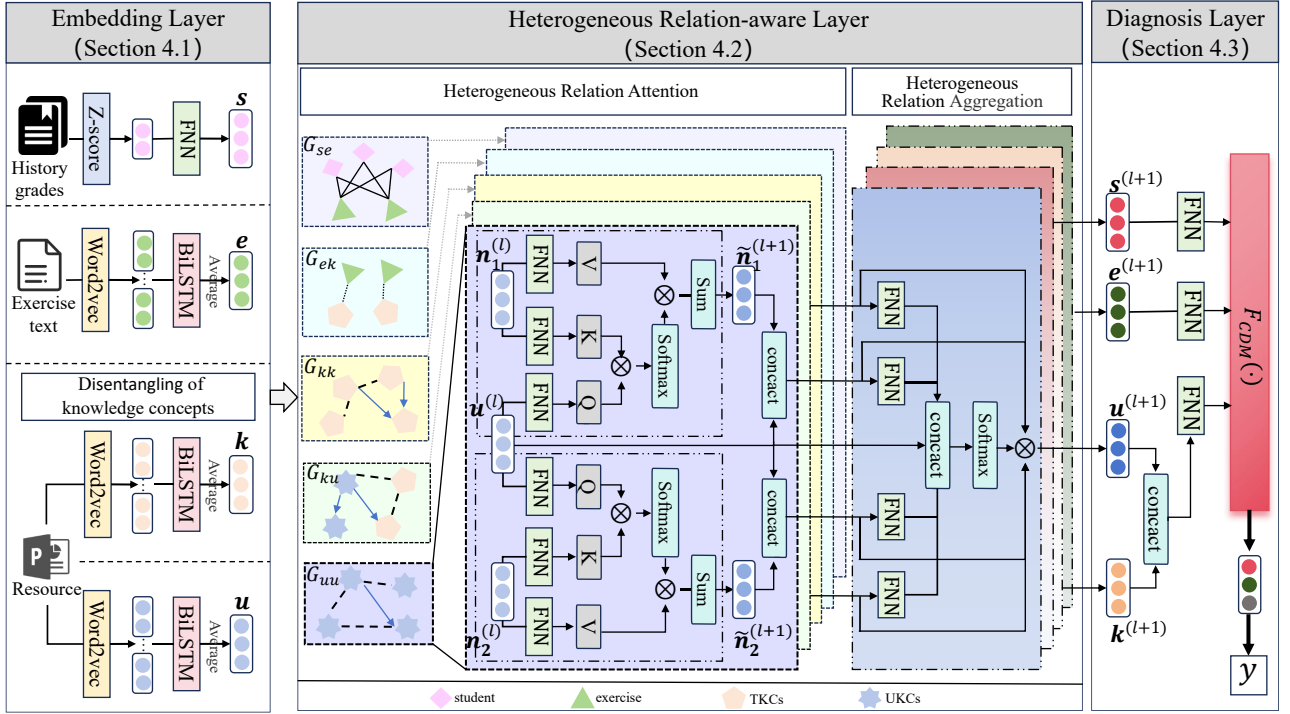 Embedding Layer
(Section 4.1)
History
grades
Z-score
FNN
s
Exercise
text
Word2vec
BiLSTM
Average
e
Disentangling of
knowledge concepts
Resource
P
Word2vec
BiLSTM
Average
k
Word2vec
BiLSTM
Average
u
Heterogeneous Relation-aware Layer
(Section 4.2)
Heterogeneous Relation Attention
Heterogeneous
Relation Aggregation
G_se
G_ek
G_kk
G_ku
G_uu
n_1^(l)
FNN
V
FNN
K
FNN
Q
Softmax
Sum
ñ_1^(l+1)
u^(l)
FNN
Q
FNN
K
FNN
V
Softmax
Sum
n_2^(l)
ñ_2^(l+1)
concact
concact
FNN
FNN
concact
Softmax
FNN
FNN
student
exercise
TKCs
UKCs
Diagnosis Layer
(Section 4.3)
s^(l+1)
FNN
e^(l+1)
FNN
u^(l+1)
FNN
concact
k^(l+1)
F_CDM(·)
y